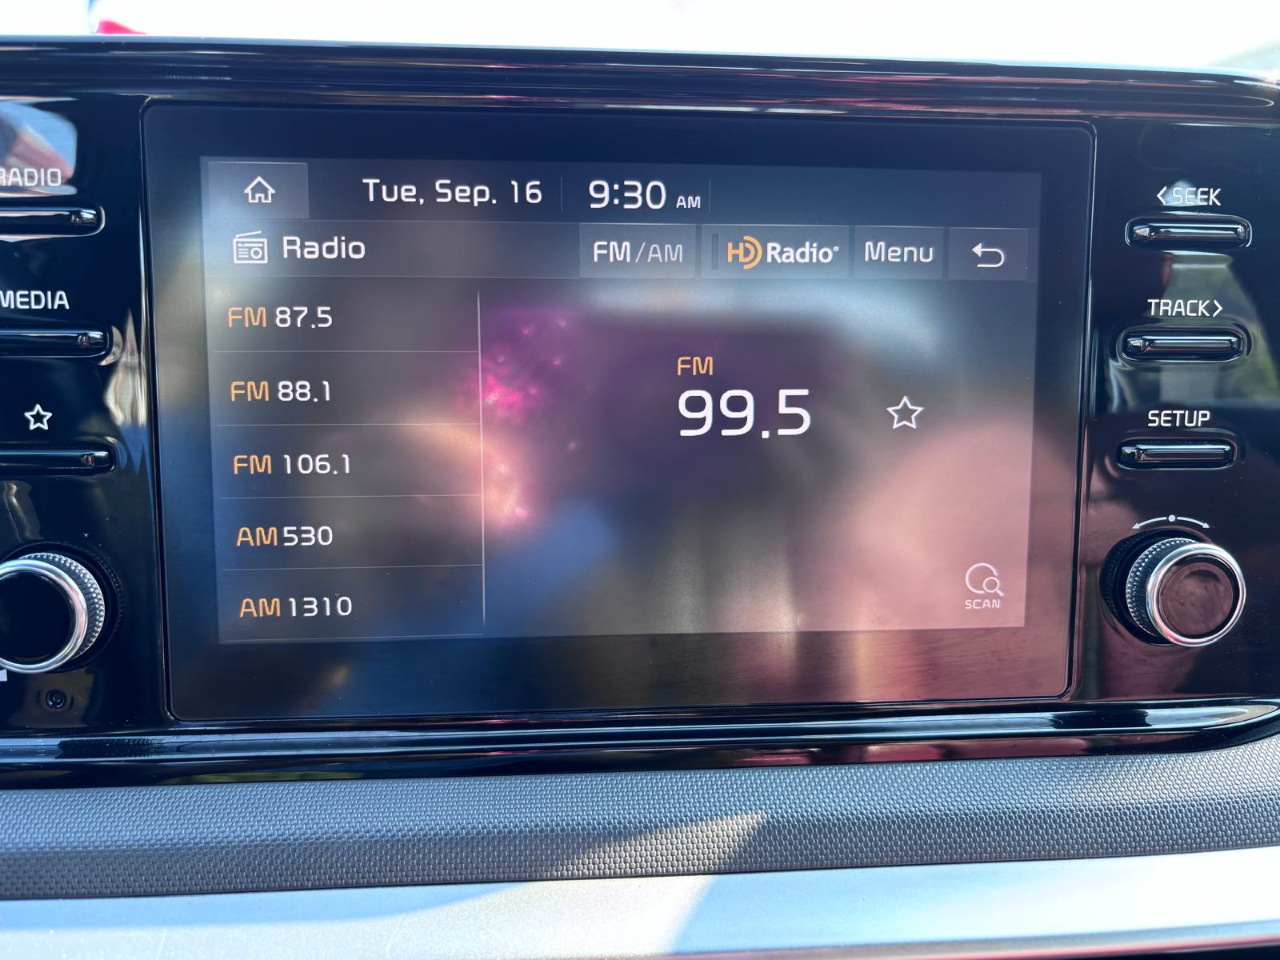 RADIO
MEDIA
Tue, Sep. 16 9:30 AM
Radio FM/AM HD Radio Menu
FM 87.5
FM 88.1
FM 106.1
AM 530
AM 1310
FM
99.5
SCAN
< SEEK
TRACK >
SETUP